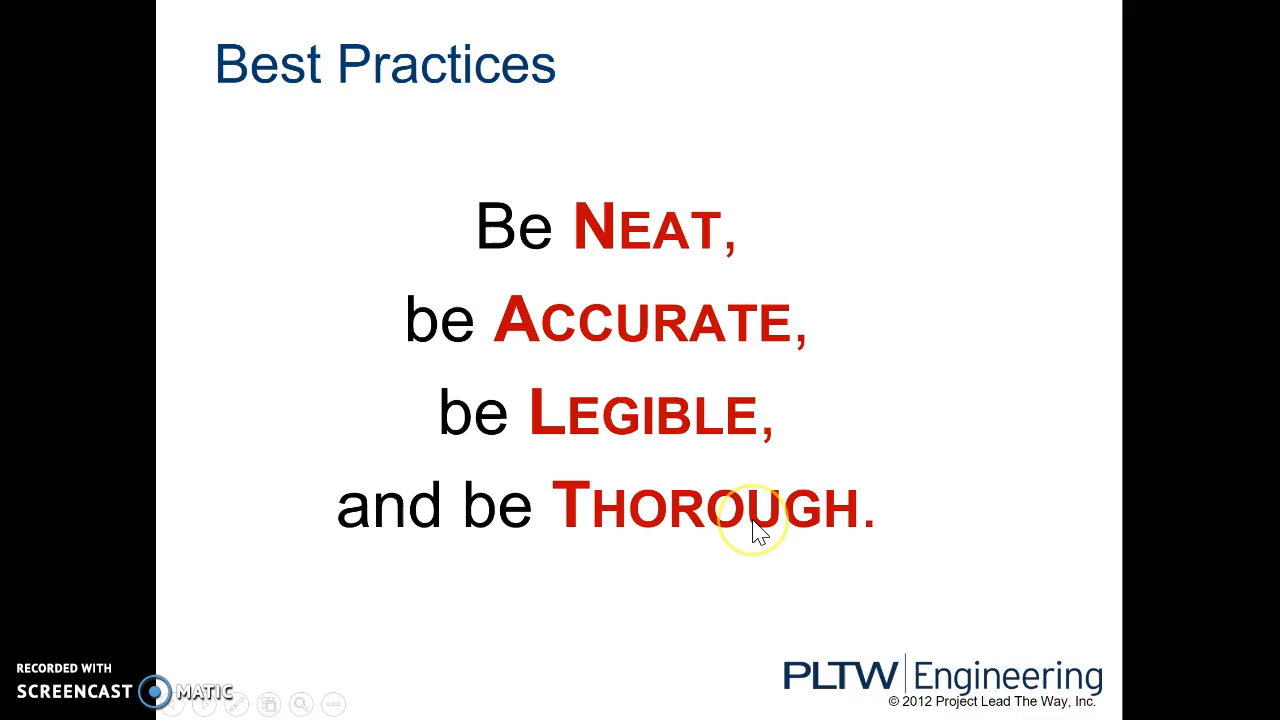 Best Practices
Be NEAT,
be ACCURATE,
be LEGIBLE,
and be THOROUGH.
RECORDED WITH
SCREENCAST MATIC
PLTW Engineering
© 2012 Project Lead The Way, Inc.